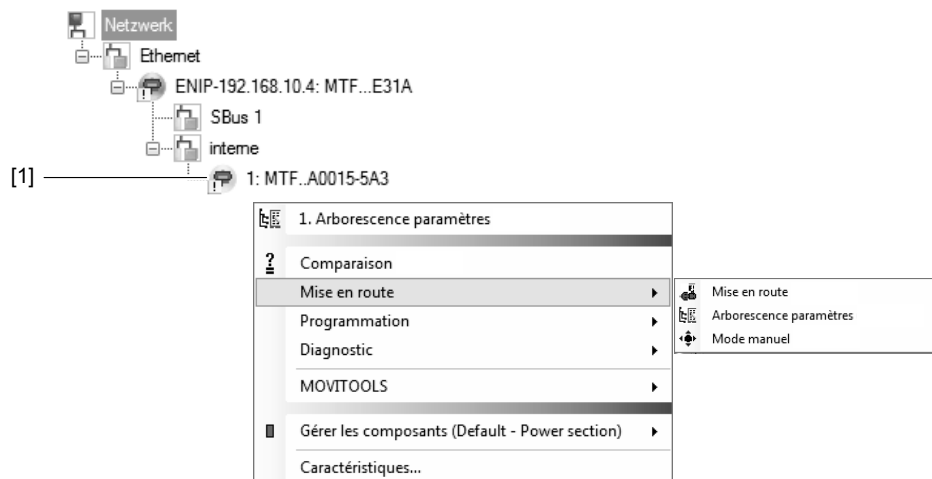 Netzwerk
Ethernet
ENIP-192.168.10.4: MTF...E31A
SBus 1
interne
[1]
1: MTF..A0015-5A3
1. Arborescence paramètres
Comparaison
Mise en route
Programmation
Diagnostic
MOVITOOLS
Gérer les composants (Default - Power section)
Caractéristiques...
Mise en route
Arborescence paramètres
Mode manuel